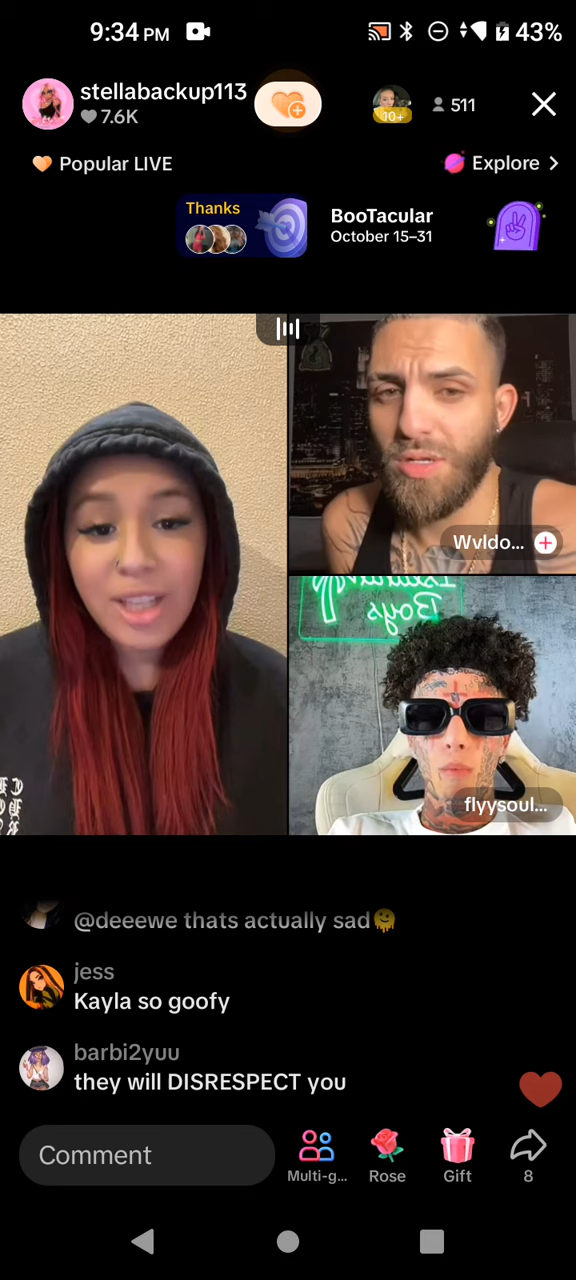 9:34 PM
43%
stellabackup113
7.6K
10+
511
Popular LIVE
Explore >
Thanks
BooTacular
October 15–31
Wvldo...
Boys
flyysoul...
@deeewe thats actually sad🫠
jess
Kayla so goofy
barbi2yuu
they will DISRESPECT you
Comment
Multi-g...
Rose
Gift
8